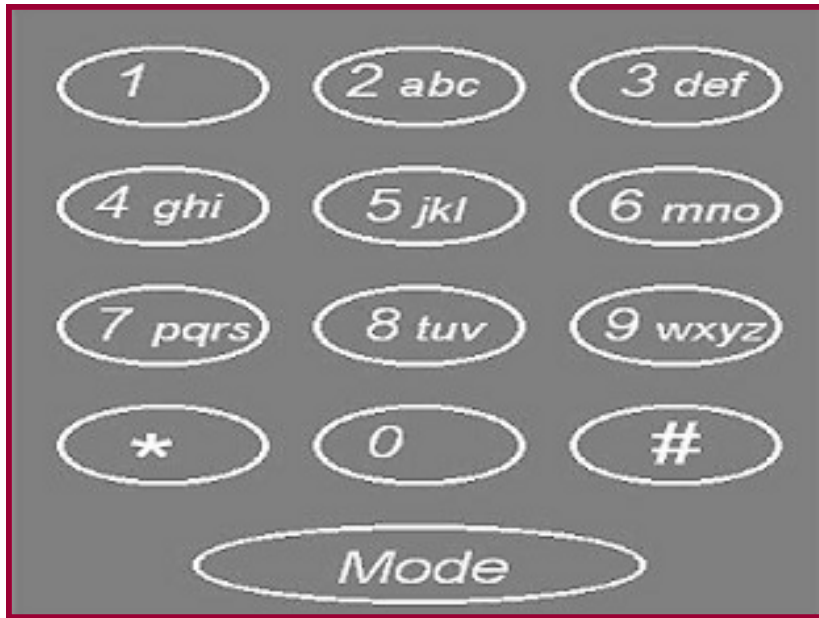 1 2 abc 3 def
4 ghi 5 jkl 6 mno
7 pqrs 8 tuv 9 wxyz
* 0 #
Mode